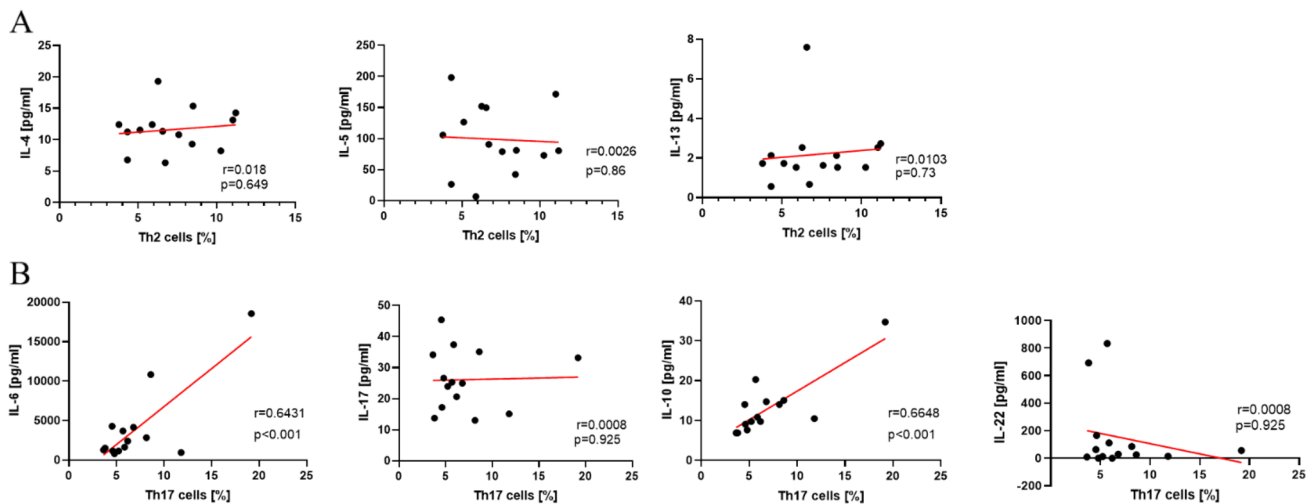 A
IL-4 [pg/ml]
25
20
15
10
5
0
0 5 10 15
Th2 cells [%]
r=0.018
p=0.649
IL-5 [pg/ml]
250
200
150
100
50
0
0 5 10 15
Th2 cells [%]
r=0.0026
p=0.86
IL-13 [pg/ml]
8
6
4
2
0
0 5 10 15
Th2 cells [%]
r=0.0103
p=0.73
B
IL-6 [pg/ml]
20000
15000
10000
5000
0
0 5 10 15 20 25
Th17 cells [%]
r=0.6431
p<0.001
IL-17 [pg/ml]
50
40
30
20
10
0
0 5 10 15 20 25
Th17 cells [%]
r=0.0008
p=0.925
IL-10 [pg/ml]
40
30
20
10
0
0 5 10 15 20 25
Th17 cells [%]
r=0.6648
p<0.001
IL-22 [pg/ml]
1000
800
600
400
200
0
-200
0 5 10 15 20 25
Th17 cells [%]
r=0.0008
p=0.925